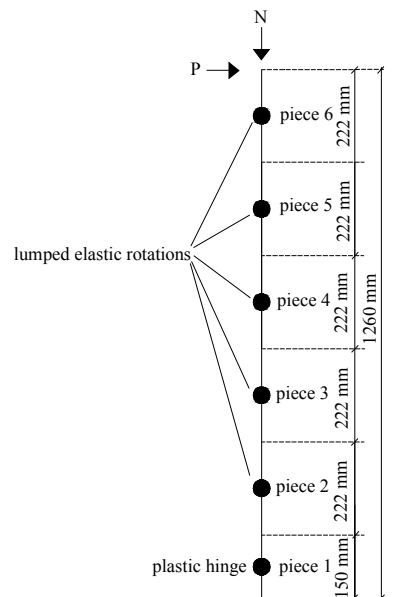 N
P
piece 6
222 mm
piece 5
222 mm
lumped elastic rotations
piece 4
222 mm
1260 mm
piece 3
222 mm
piece 2
222 mm
plastic hinge
piece 1
150 mm